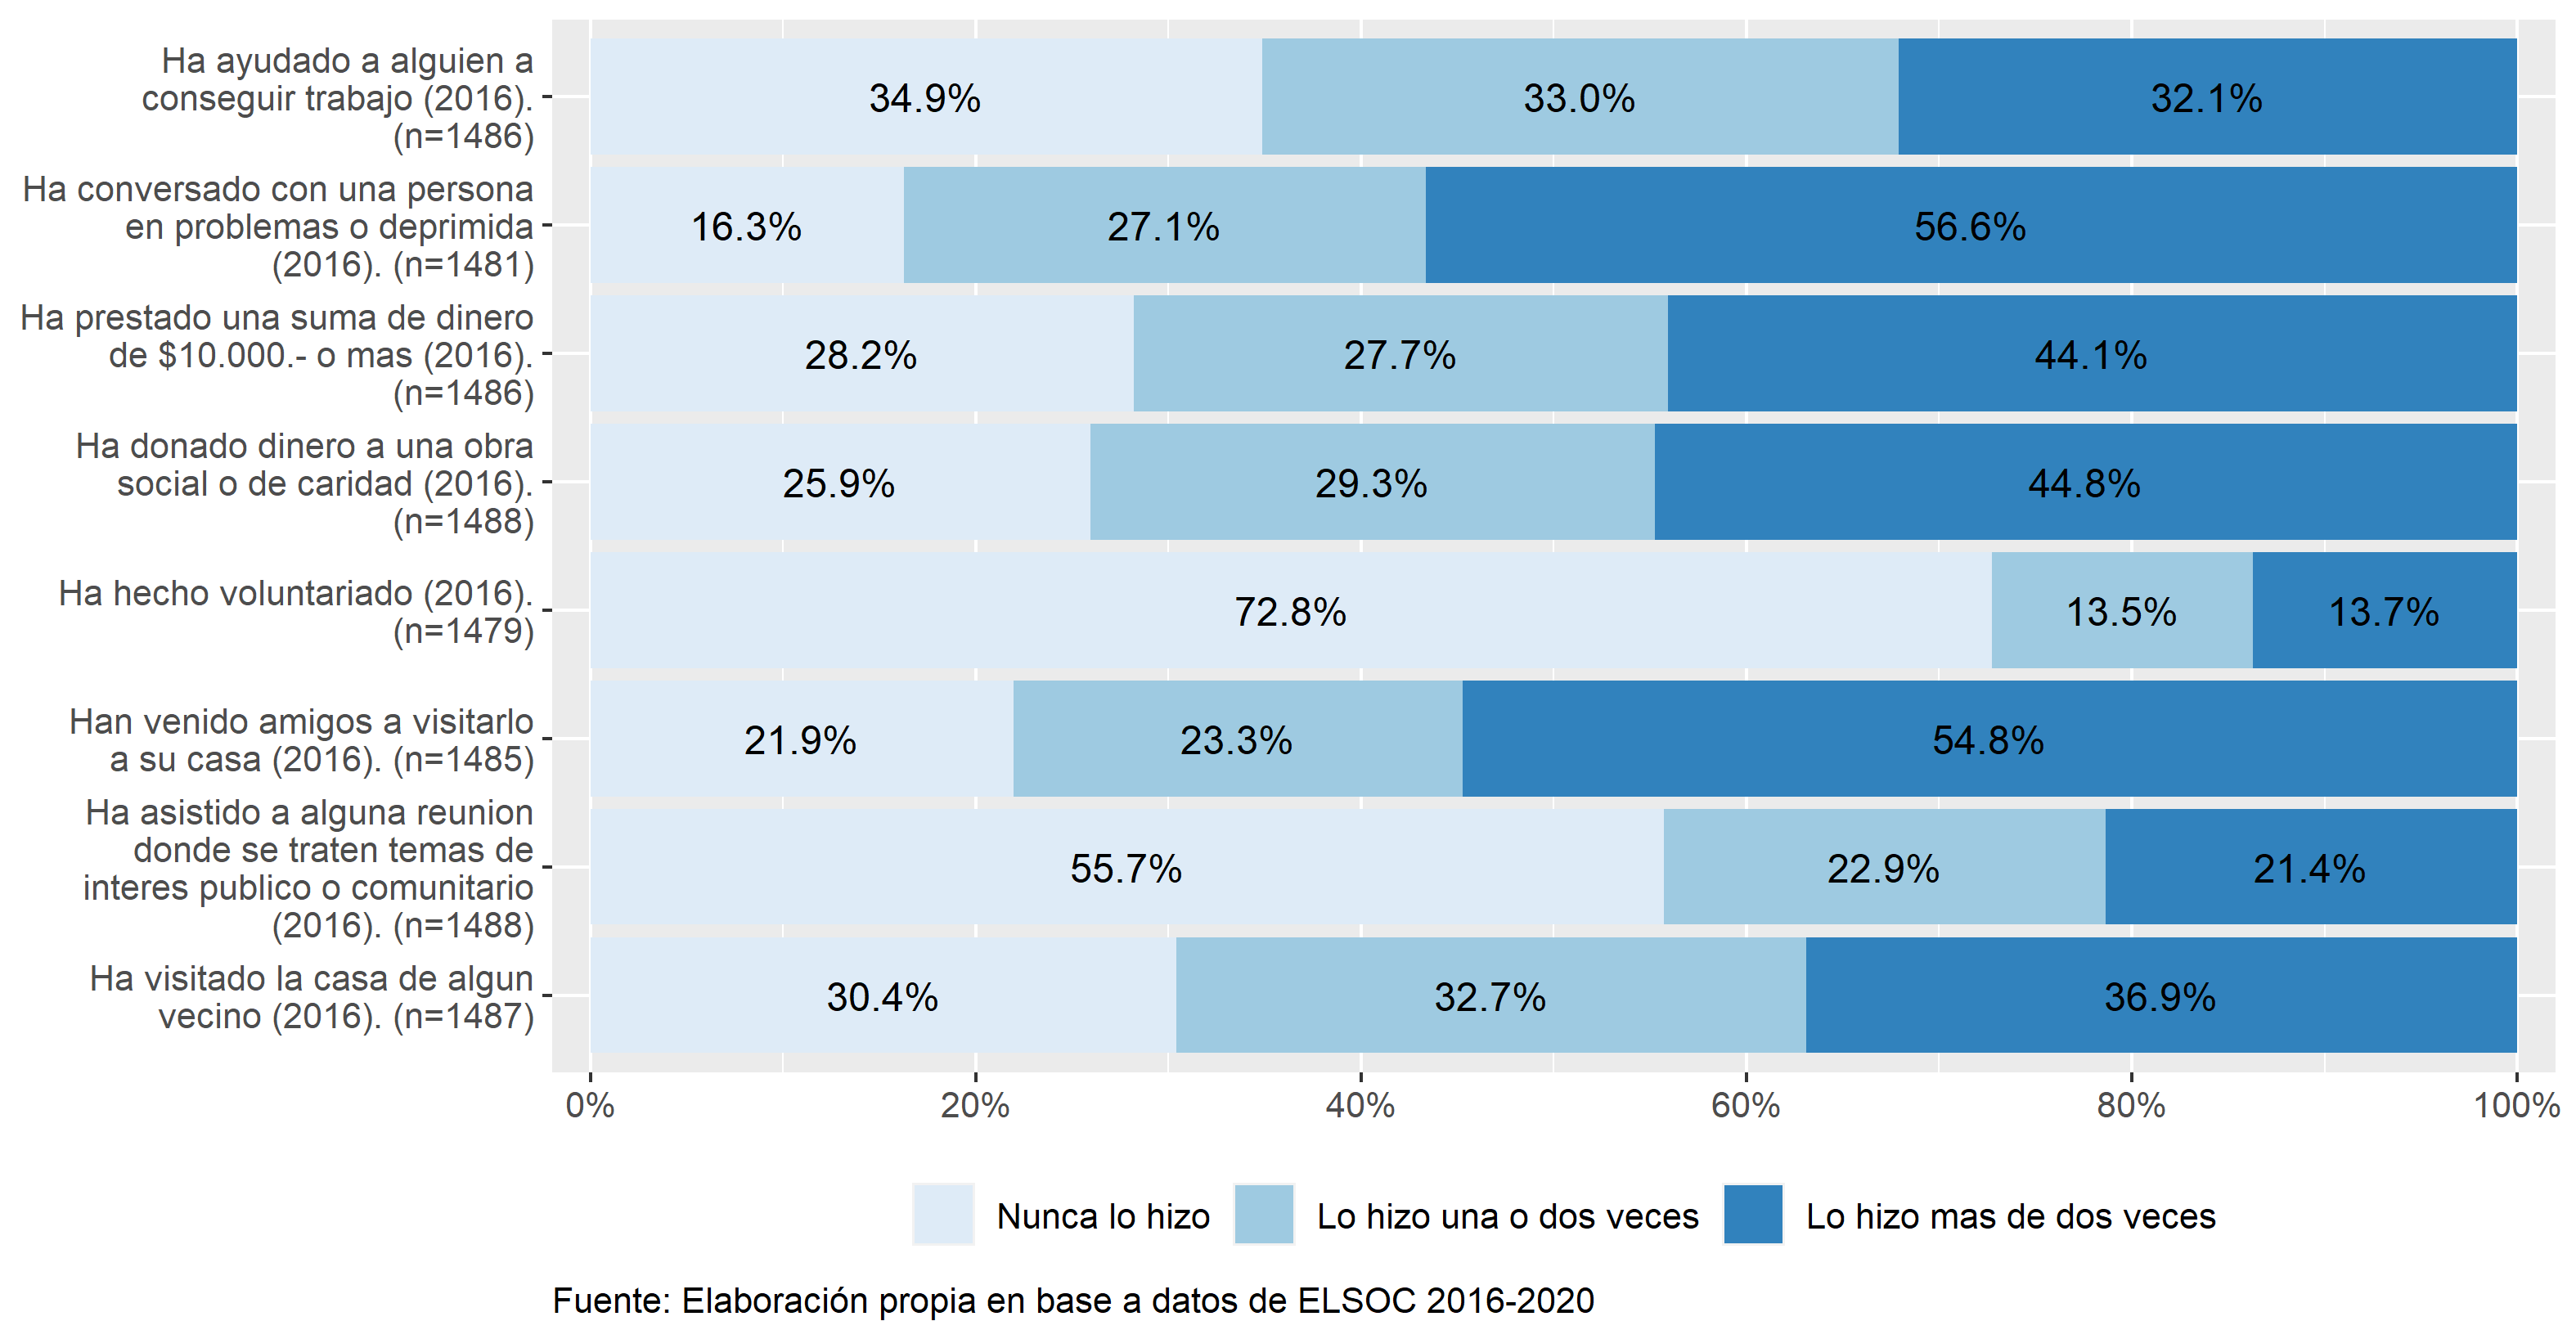 Ha ayudado a alguien a
conseguir trabajo (2016).
(n=1486)
34.9%
33.0%
32.1%
Ha conversado con una persona
en problemas o deprimida
(2016). (n=1481)
16.3%
27.1%
56.6%
Ha prestado una suma de dinero
de $10.000.- o mas (2016).
(n=1486)
28.2%
27.7%
44.1%
Ha donado dinero a una obra
social o de caridad (2016).
(n=1488)
25.9%
29.3%
44.8%
Ha hecho voluntariado (2016).
(n=1479)
72.8%
13.5%
13.7%
Han venido amigos a visitarlo
a su casa (2016). (n=1485)
21.9%
23.3%
54.8%
Ha asistido a alguna reunion
donde se traten temas de
interes publico o comunitario
(2016). (n=1488)
55.7%
22.9%
21.4%
Ha visitado la casa de algun
vecino (2016). (n=1487)
30.4%
32.7%
36.9%
0%
20%
40%
60%
80%
100%
Nunca lo hizo
Lo hizo una o dos veces
Lo hizo mas de dos veces
Fuente: Elaboración propia en base a datos de ELSOC 2016-2020